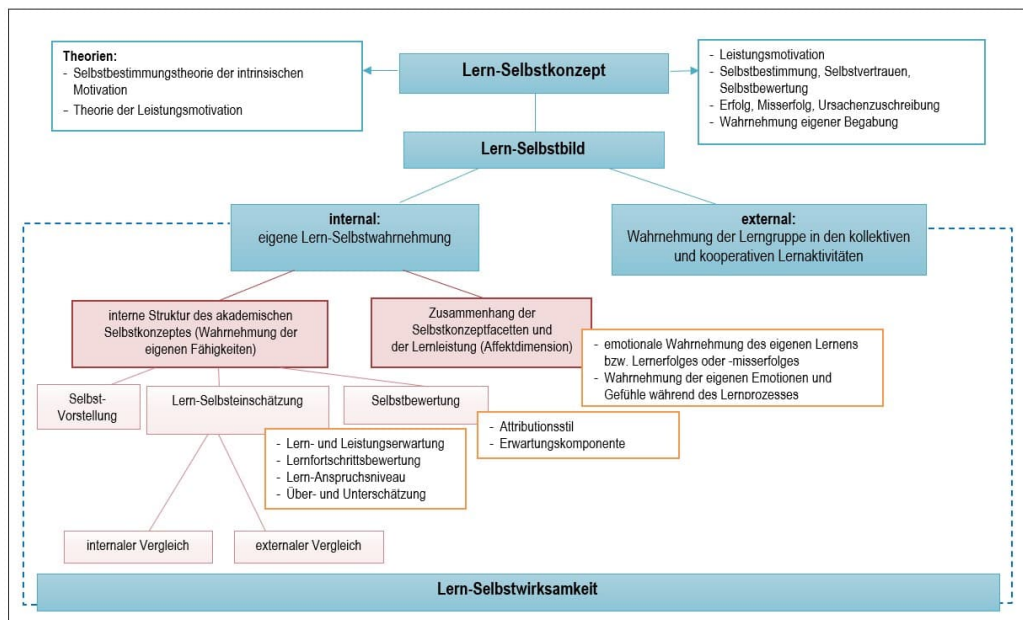 Theorien:
- Selbstbestimmungstheorie der intrinsischen
Motivation
- Theorie der Leistungsmotivation
Lern-Selbstkonzept
- Leistungsmotivation
- Selbstbestimmung, Selbstvertrauen,
Selbstbewertung
- Erfolg, Misserfolg, Ursachenzuschreibung
- Wahrnehmung eigener Begabung
Lern-Selbstbild
internal:
eigene Lern-Selbstwahrnehmung
external:
Wahrnehmung der Lerngruppe in den kollektiven
und kooperativen Lernaktivitäten
interne Struktur des akademischen
Selbstkonzeptes (Wahrnehmung der
eigenen Fähigkeiten)
Zusammenhang der
Selbstkonzeptfacetten und
der Lernleistung (Affektdimension)
- emotionale Wahrnehmung des eigenen Lernens
bzw. Lernerfolges oder -misserfolges
- Wahrnehmung der eigenen Emotionen und
Gefühle während des Lernprozesses
Selbst-
Vorstellung
Lern-Selbsteinschätzung
Selbstbewertung
- Lern- und Leistungserwartung
- Lernfortschrittsbewertung
- Lern-Anspruchsniveau
- Über- und Unterschätzung
- Attributionsstil
- Erwartungskomponente
internaler Vergleich
externaler Vergleich
Lern-Selbstwirksamkeit